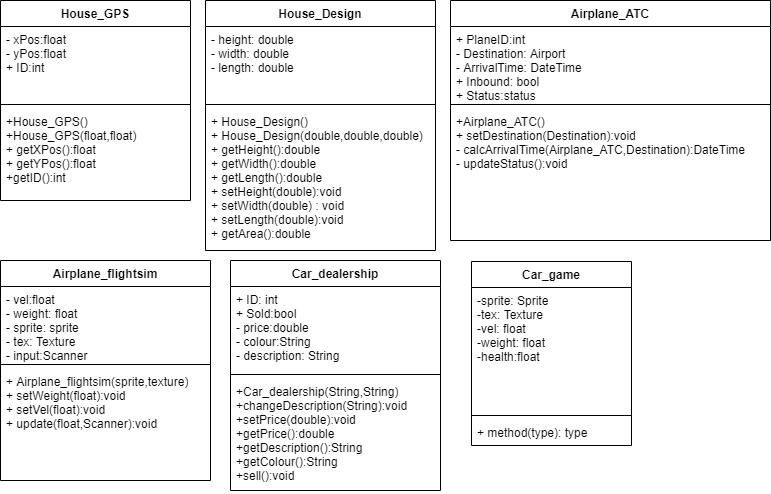 House_GPS
- xPos:float
- yPos:float
+ ID:int
+House_GPS()
+House_GPS(float,float)
+ getXPos():float
+ getYPos():float
+getID():int
House_Design
- height: double
- width: double
- length: double
+ House_Design()
+ House_Design(double,double,double)
+ getHeight():double
+ getWidth():double
+ getLength():double
+ setHeight(double):void
+ setWidth(double) : void
+ setLength(double):void
+ getArea():double
Airplane_ATC
+ PlaneID:int
- Destination: Airport
- ArrivalTime: DateTime
+ Inbound: bool
+ Status:status
+Airplane_ATC()
+ setDestination(Destination):void
- calcArrivalTime(Airplane_ATC,Destination):DateTime
- updateStatus():void
Airplane_flightsim
- vel:float
- weight: float
- sprite: sprite
- tex: Texture
- input:Scanner
+ Airplane_flightsim(sprite,texture)
+ setWeight(float):void
+ setVel(float):void
+ update(float,Scanner):void
Car_dealership
+ ID: int
+ Sold:bool
- price:double
- colour:String
- description: String
+Car_dealership(String,String)
+changeDescription(String):void
+setPrice(double):void
+getPrice():double
+getDescription():String
+getColour():String
+sell():void
Car_game
-sprite: Sprite
-tex: Texture
-vel: float
-weight: float
-health:float
+ method(type): type